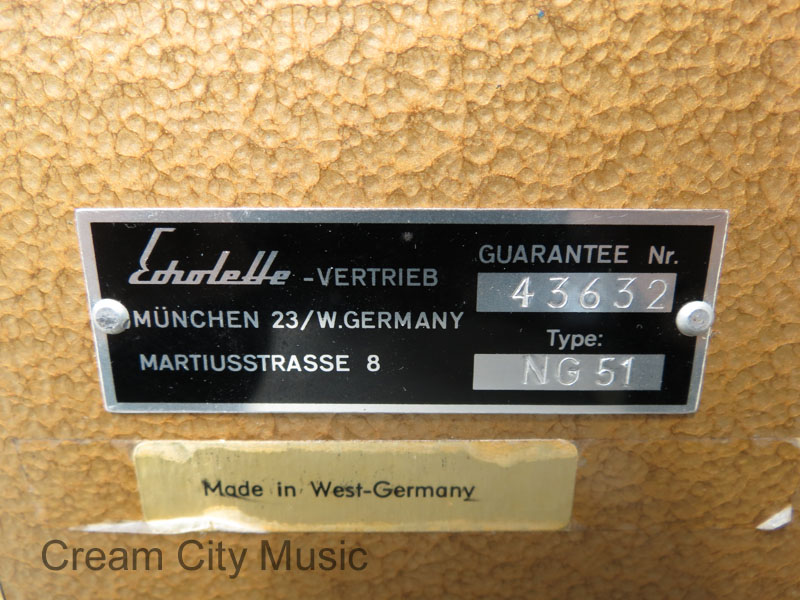 Echolette -VERTRIEB
MÜNCHEN 23/W.GERMANY
MARTIUSSTRASSE 8
GUARANTEE Nr.
43632
Type:
NG 51
Made in West-Germany
Cream City Music